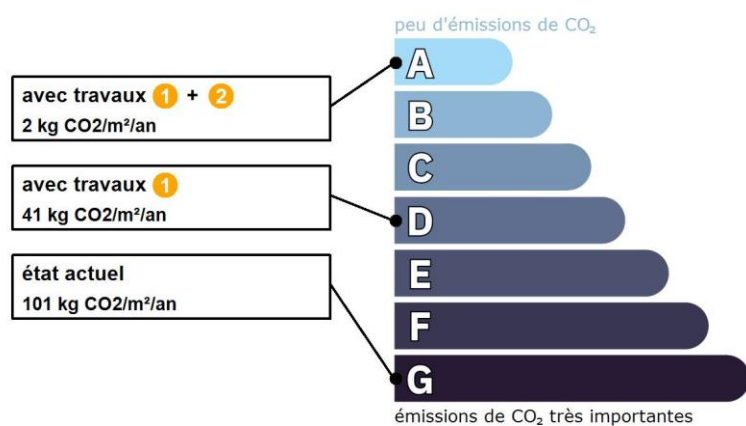 peu d'émissions de CO₂
A
avec travaux 1 + 2
2 kg CO2/m²/an
B
C
avec travaux 1
41 kg CO2/m²/an
D
E
état actuel
101 kg CO2/m²/an
F
G
émissions de CO₂ très importantes